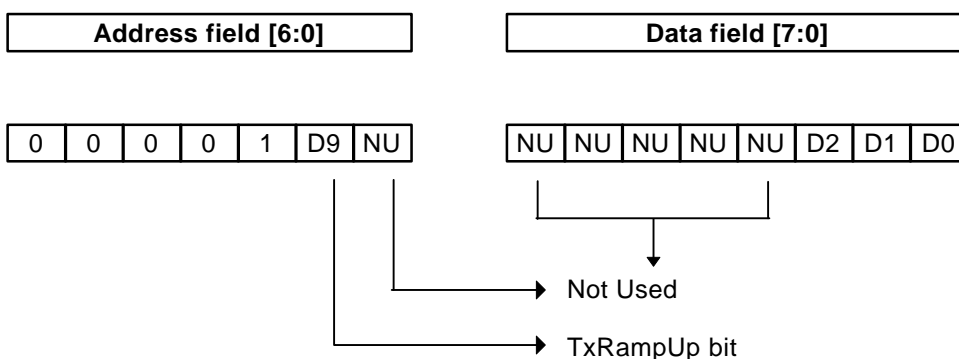 Address field [6:0] Data field [7:0]
0 0 0 0 1 D9 NU NU NU NU NU NU D2 D1 D0
Not Used
TxRampUp bit